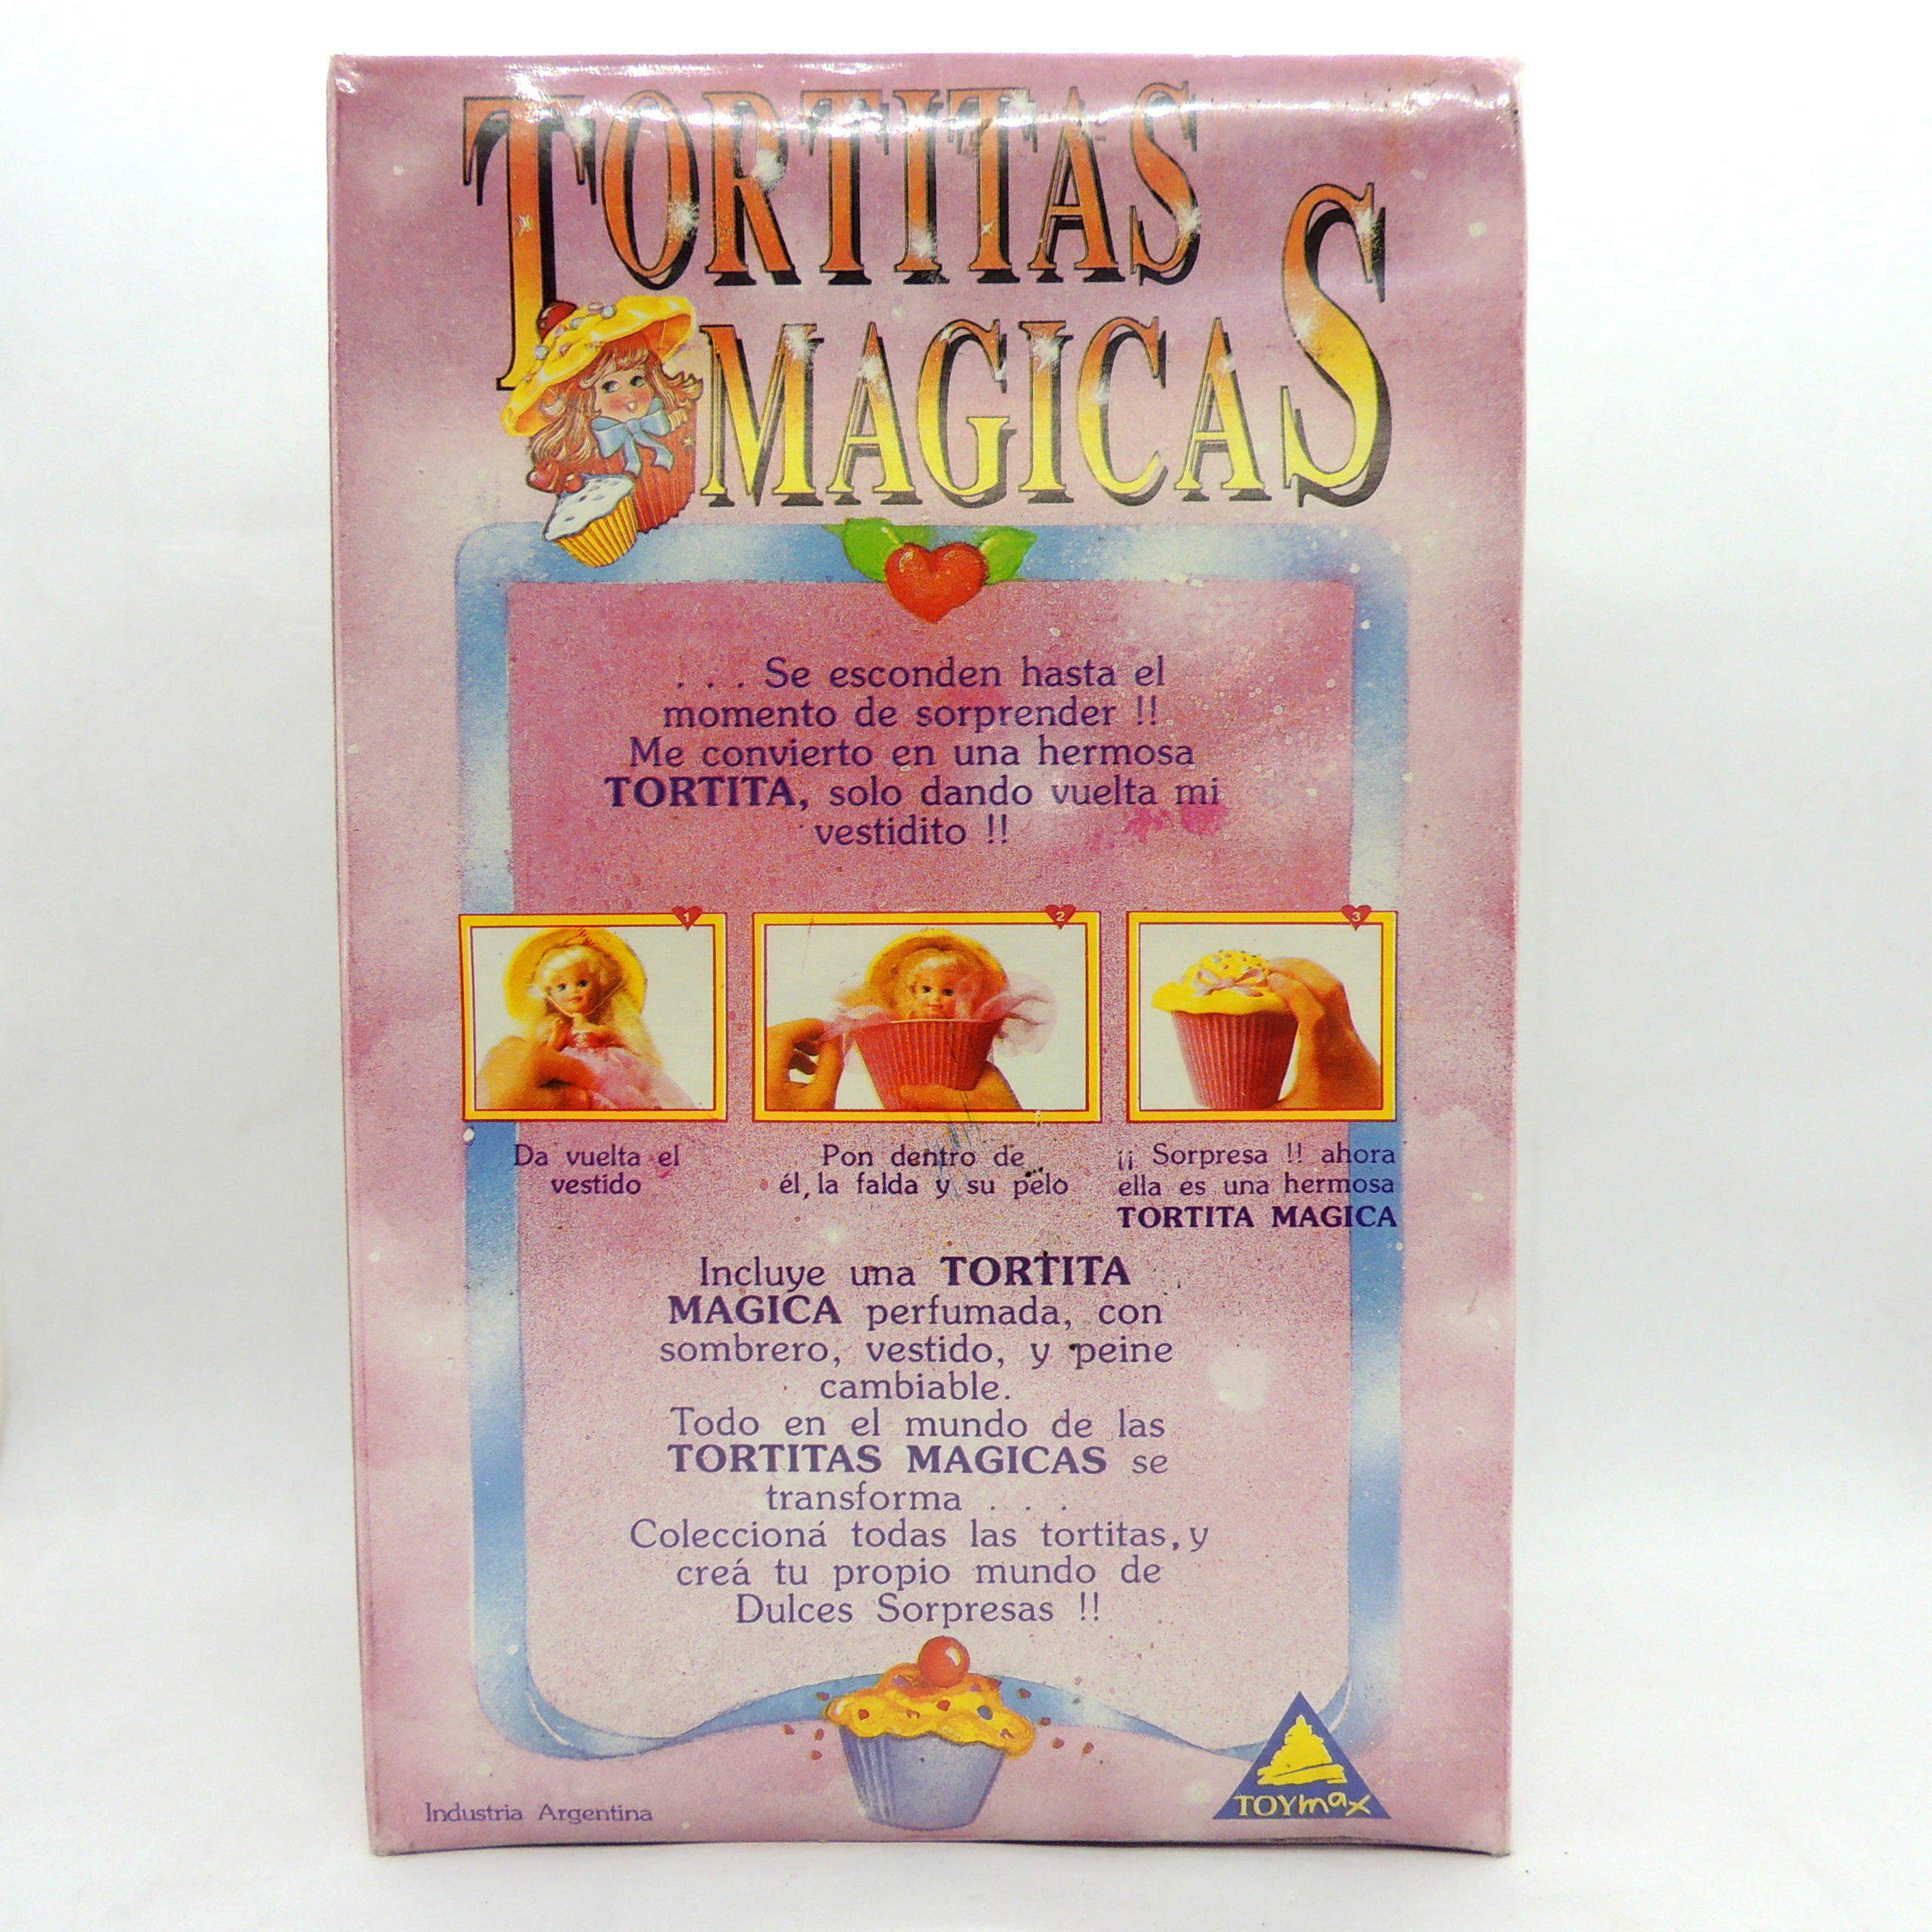 TORTITAS
MAGICAS
. . . Se esconden hasta el
momento de sorprender !!
Me convierto en una hermosa
TORTITA, solo dando vuelta mi
vestidito !!
1
2
3
Da vuelta el
vestido
Pon dentro de
él, la falda y su pelo
¡¡ Sorpresa !! ahora
ella es una hermosa
TORTITA MAGICA
Incluye una TORTITA
MAGICA perfumada, con
sombrero, vestido, y peine
cambiable.
Todo en el mundo de las
TORTITAS MAGICAS se
transforma . . .
Coleccioná todas las tortitas, y
creá tu propio mundo de
Dulces Sorpresas !!
Industria Argentina
TOYmax